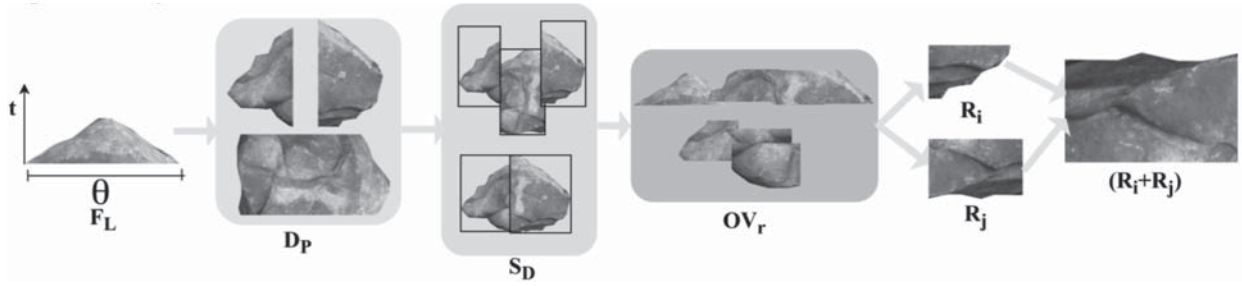 t
θ
F_L
D_P
S_D
OV_r
R_i
R_j
(R_i+R_j)